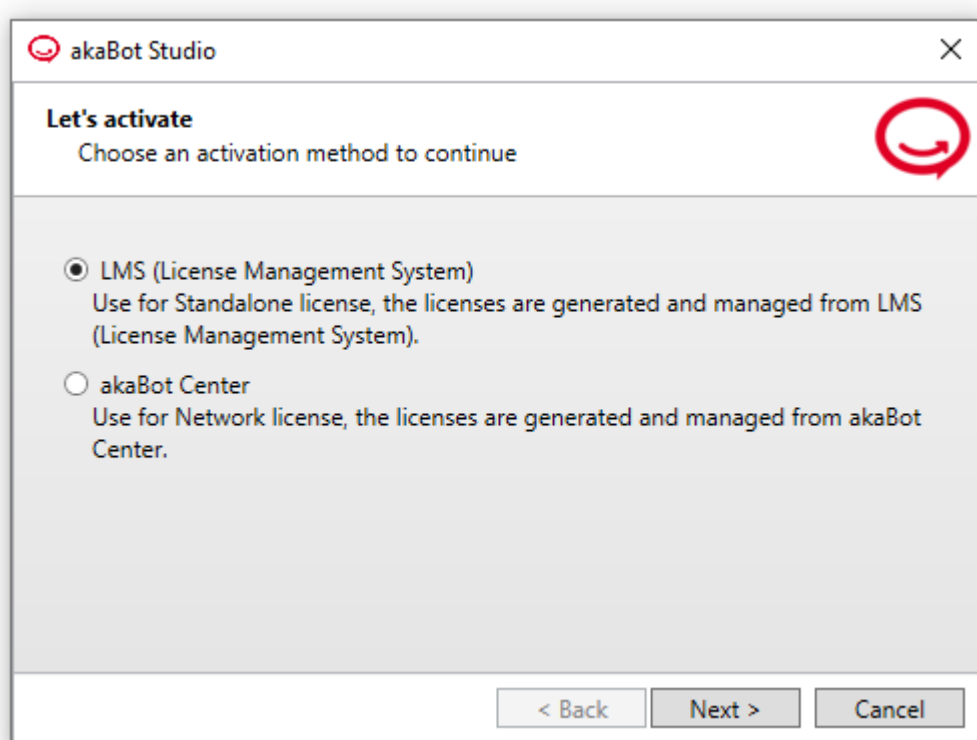 akaBot Studio
Let's activate
Choose an activation method to continue
LMS (License Management System)
Use for Standalone license, the licenses are generated and managed from LMS
(License Management System).
akaBot Center
Use for Network license, the licenses are generated and managed from akaBot
Center.
< Back Next > Cancel